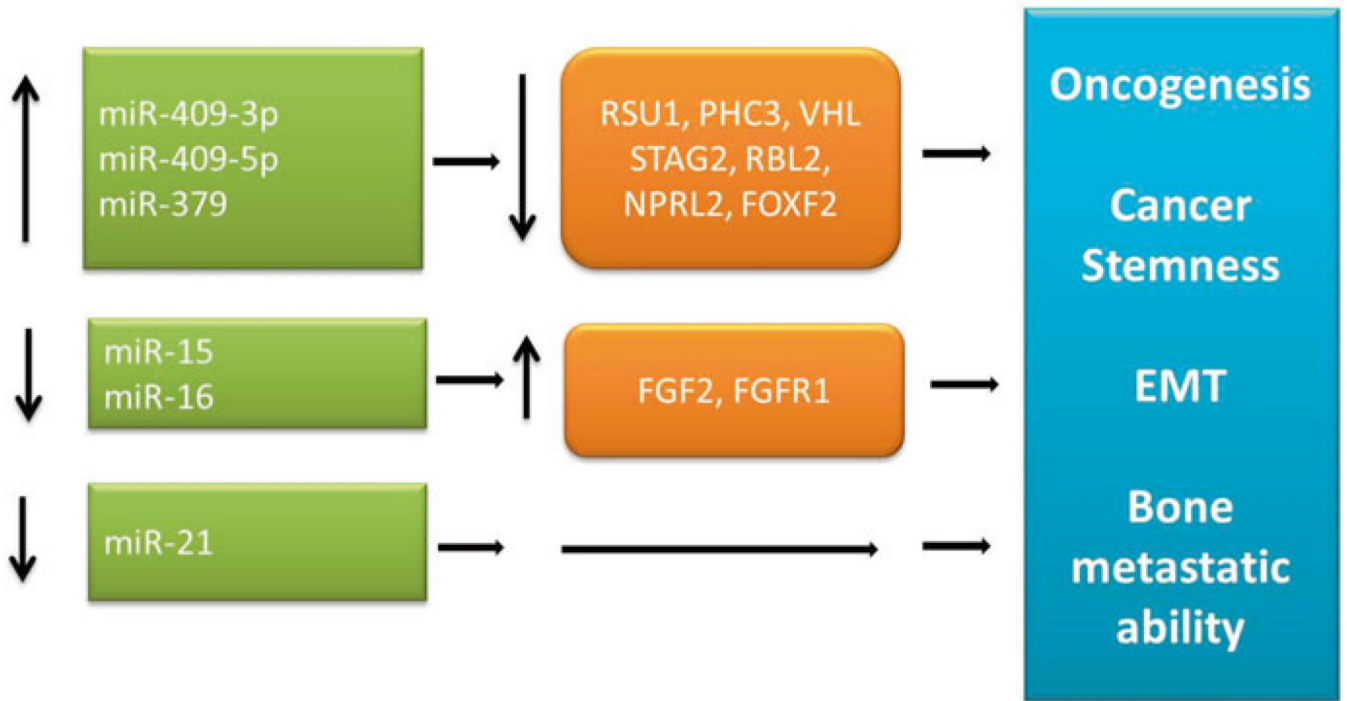 miR-409-3p
miR-409-5p
miR-379
RSU1, PHC3, VHL
STAG2, RBL2,
NPRL2, FOXF2
miR-15
miR-16
FGF2, FGFR1
miR-21
Oncogenesis
Cancer
Stemness
EMT
Bone
metastatic
ability